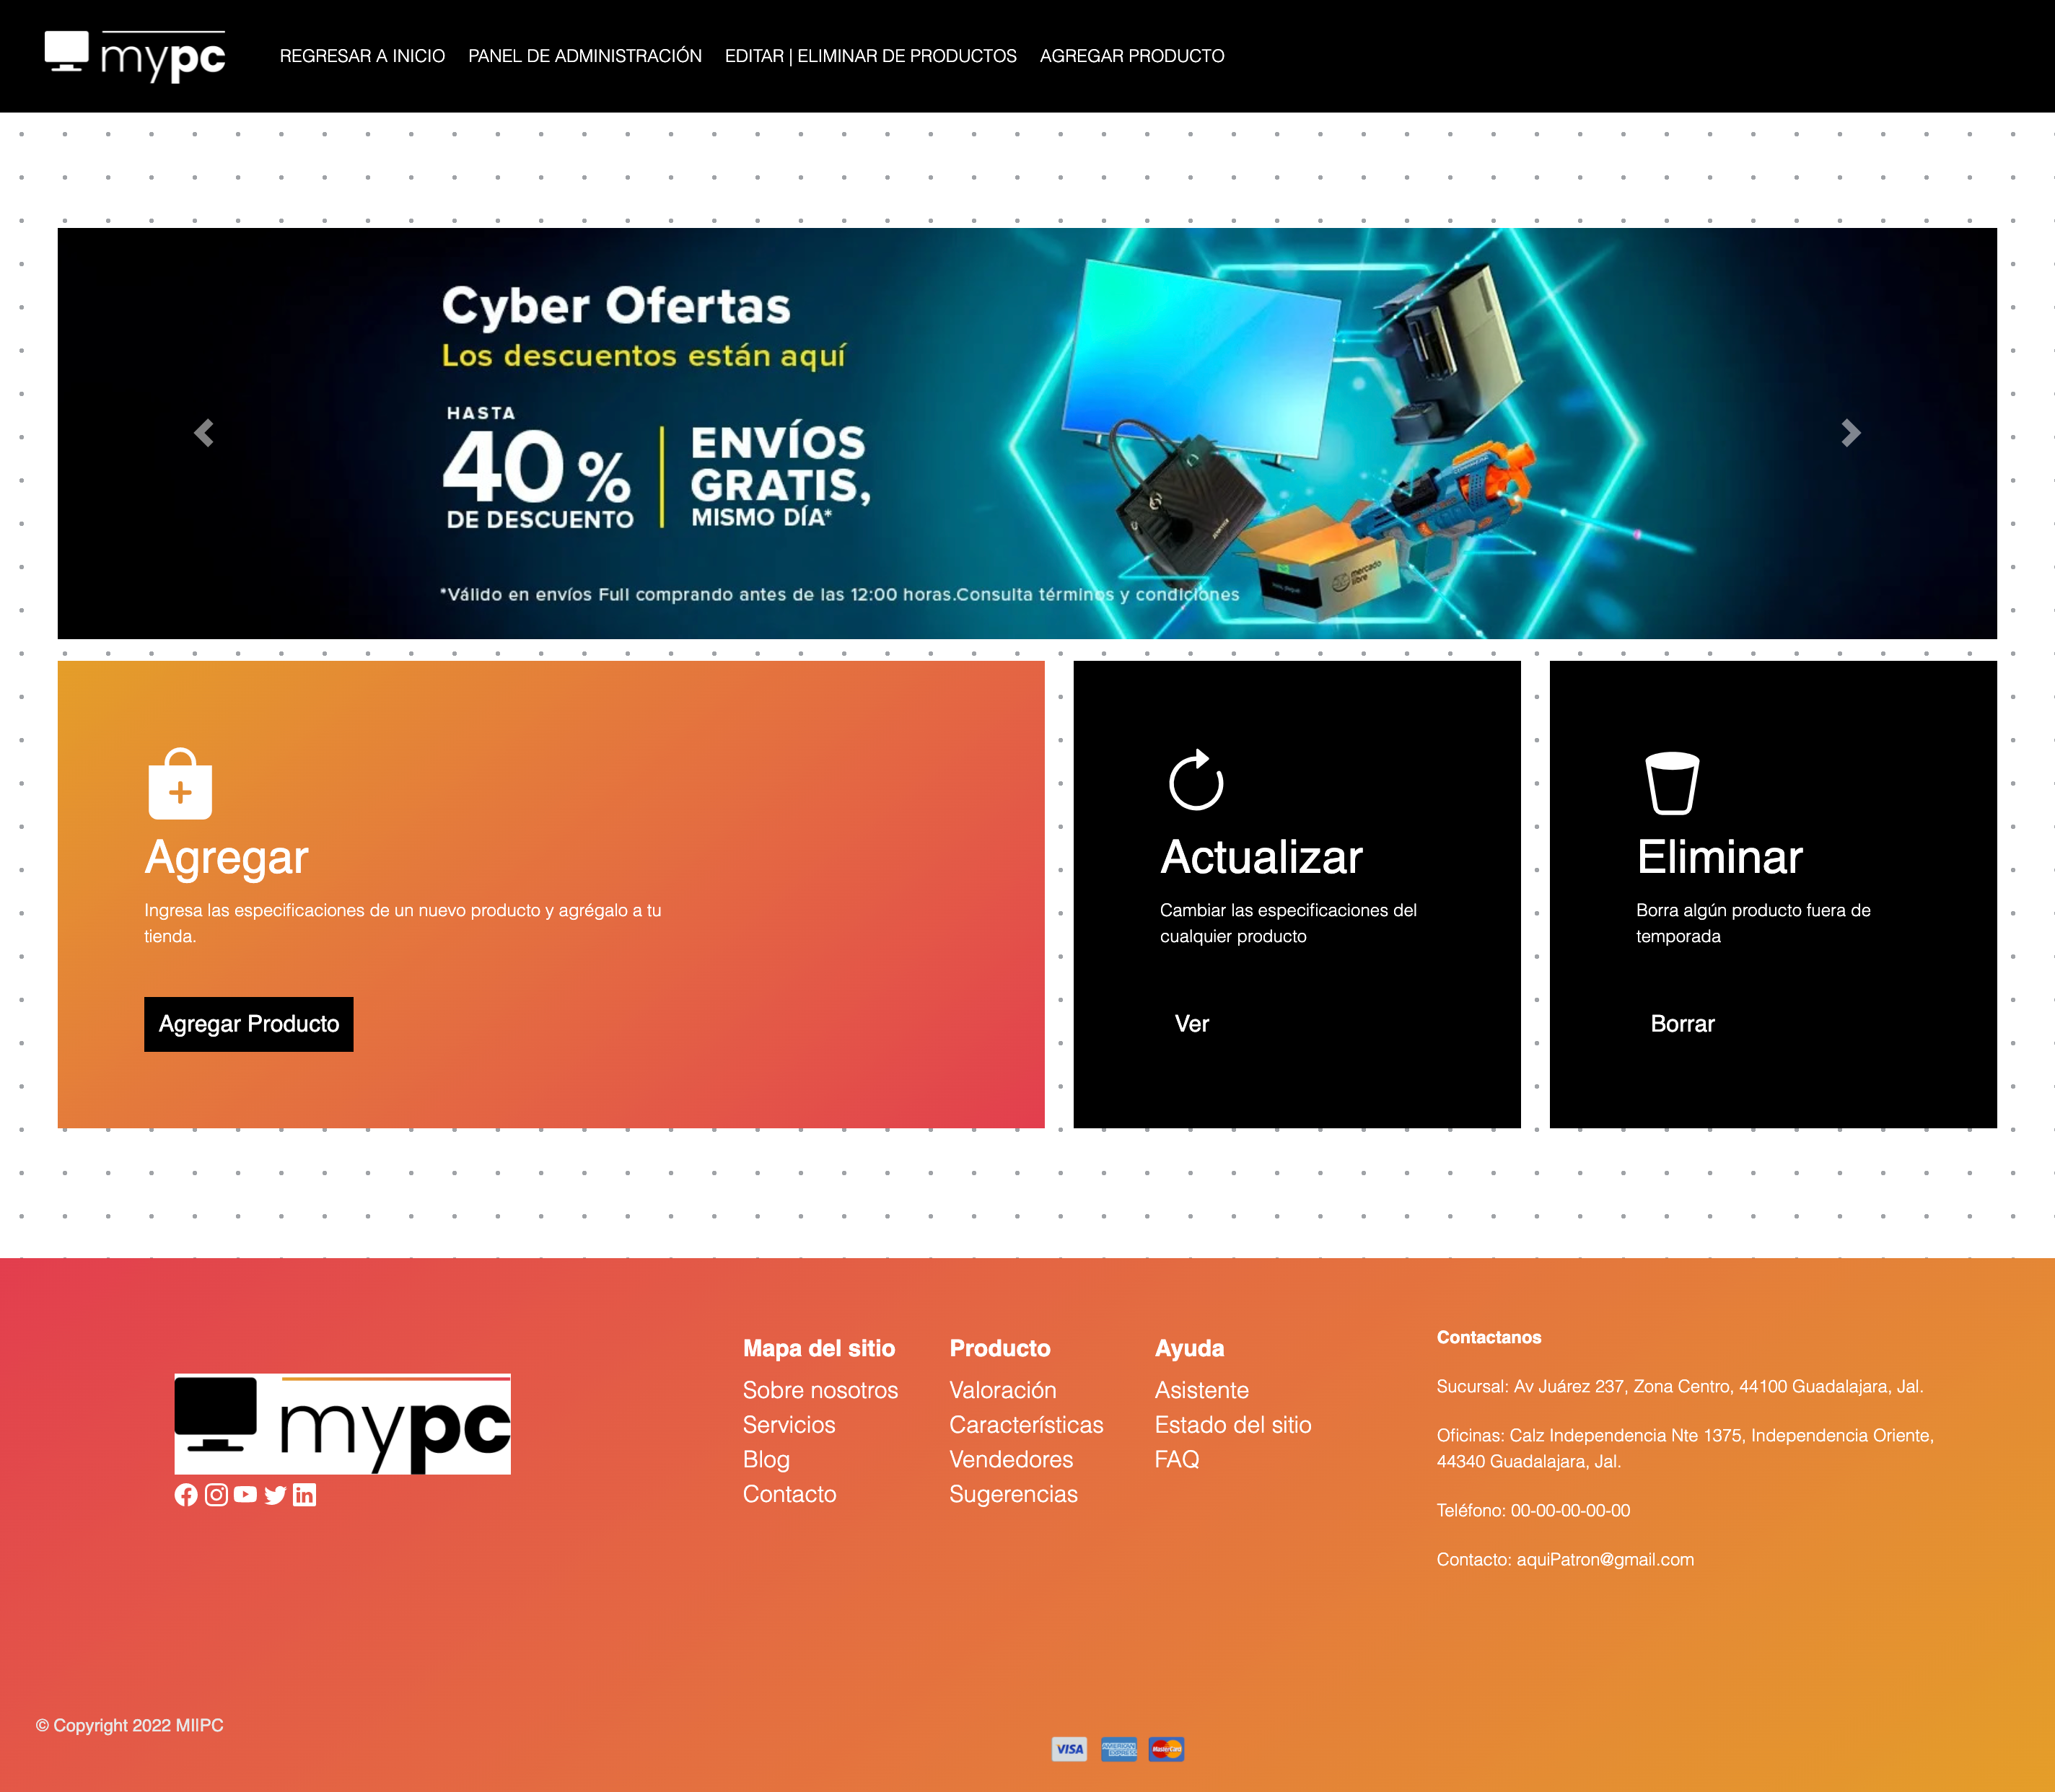 mypc
REGRESAR A INICIO PANEL DE ADMINISTRACIÓN EDITAR | ELIMINAR DE PRODUCTOS AGREGAR PRODUCTO
Cyber Ofertas
Los descuentos están aquí
HASTA
40 %
DE DESCUENTO
ENVÍOS
GRATIS,
MISMO DÍA*
mercado
libre
*Válido en envíos Full comprando antes de las 12:00 horas.Consulta términos y condiciones
Agregar
Ingresa las especificaciones de un nuevo producto y agrégalo a tu
tienda.
Agregar Producto
Actualizar
Cambiar las especificaciones del
cualquier producto
Ver
Eliminar
Borra algún producto fuera de
temporada
Borrar
mypc
Mapa del sitio
Sobre nosotros
Servicios
Blog
Contacto
Producto
Valoración
Características
Vendedores
Sugerencias
Ayuda
Asistente
Estado del sitio
FAQ
Contactanos
Sucursal: Av Juárez 237, Zona Centro, 44100 Guadalajara, Jal.
Oficinas: Calz Independencia Nte 1375, Independencia Oriente,
44340 Guadalajara, Jal.
Teléfono: 00-00-00-00-00
Contacto: aquiPatron@gmail.com
© Copyright 2022 MIIPC
VISA
AMERICAN
EXPRESS
MasterCard